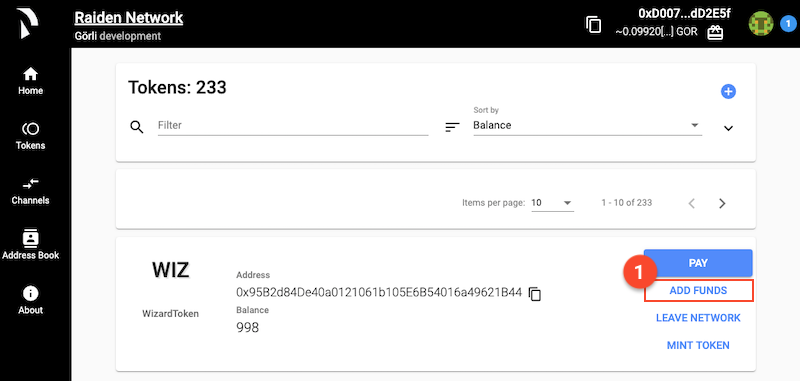 Raiden Network
Görli development
0xD007...dD2E5f
~0.09920[...] GOR
1
Home
Tokens
Channels
Address Book
About
Tokens: 233
Filter
Sort by
Balance
Items per page: 10
1 - 10 of 233
WIZ
WizardToken
Address
0x95B2d84De40a0121061b105E6B54016a49621B44
Balance
998
PAY
1
ADD FUNDS
LEAVE NETWORK
MINT TOKEN